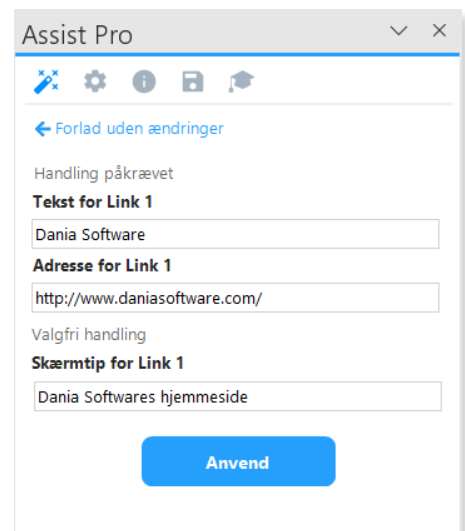 Assist Pro
Forlad uden ændringer
Handling påkrævet
Tekst for Link 1
Dania Software
Adresse for Link 1
http://www.daniasoftware.com/
Valgfri handling
Skærmtip for Link 1
Dania Softwares hjemmeside
Anvend